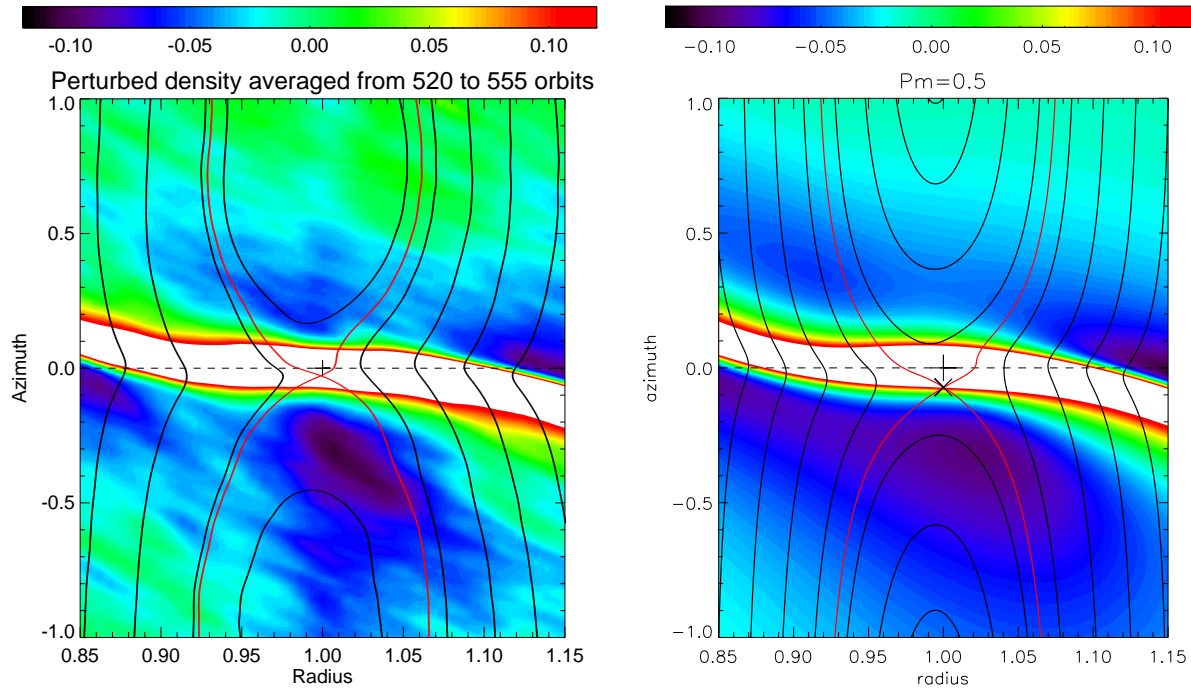 -0.10 -0.05 0.00 0.05 0.10
Perturbed density averaged from 520 to 555 orbits
1.0
0.5
0.0
-0.5
-1.0
Azimuth
0.85 0.90 0.95 1.00 1.05 1.10 1.15
Radius
−0.10 −0.05 0.00 0.05 0.10
Pm=0.5
1.0
0.5
0.0
−0.5
−1.0
azimuth
0.85 0.90 0.95 1.00 1.05 1.10 1.15
radius